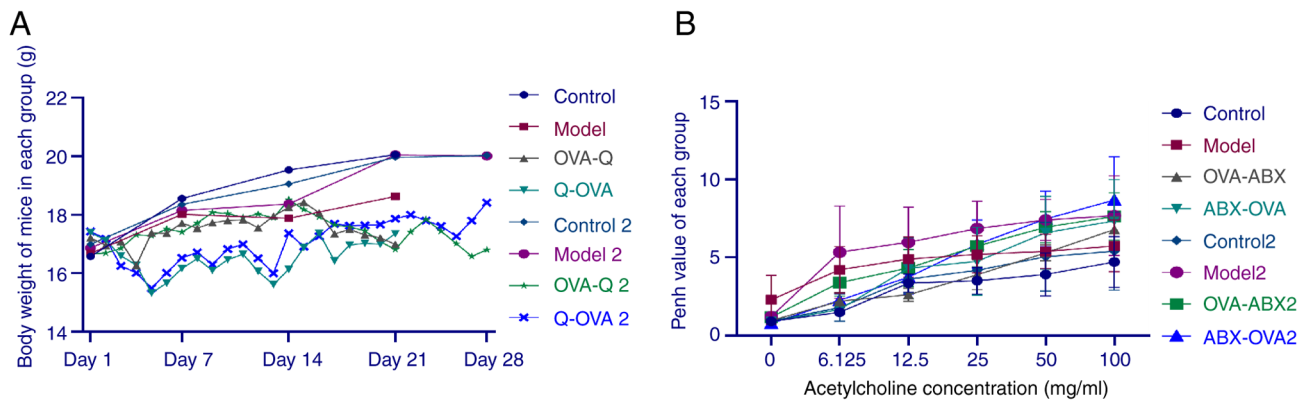 A
Body weight of mice in each group (g)
22
20
18
16
14
Day 1
Day 7
Day 14
Day 21
Day 28
Control
Model
OVA-Q
Q-OVA
Control 2
Model 2
OVA-Q 2
Q-OVA 2
B
Penh value of each group
15
10
5
0
0
6.125
12.5
25
50
100
Acetylcholine concentration (mg/ml)
Control
Model
OVA-ABX
ABX-OVA
Control2
Model2
OVA-ABX2
ABX-OVA2